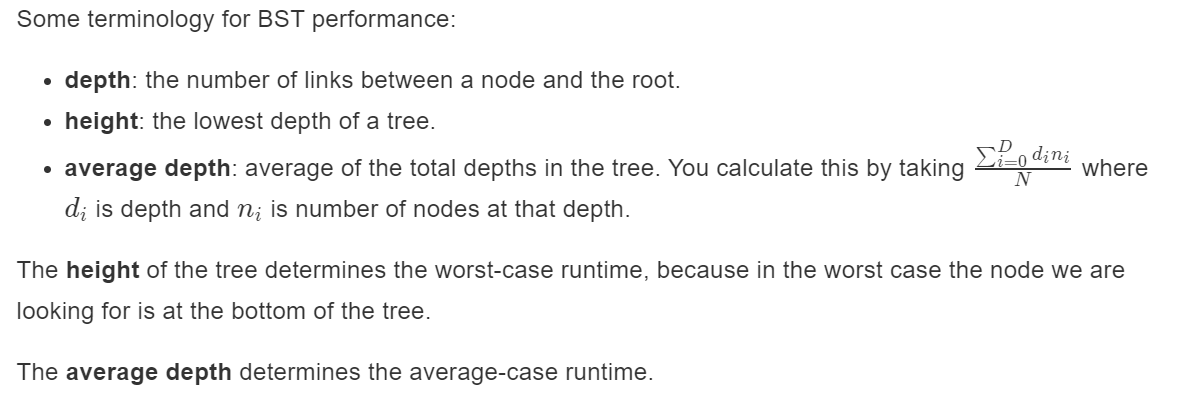 Some terminology for BST performance:
• depth: the number of links between a node and the root.
• height: the lowest depth of a tree.
• average depth: average of the total depths in the tree. You calculate this by taking $\frac{\sum_{i=0}^{D} d_i n_i}{N}$ where
$d_i$ is depth and $n_i$ is number of nodes at that depth.
The height of the tree determines the worst-case runtime, because in the worst case the node we are
looking for is at the bottom of the tree.
The average depth determines the average-case runtime.